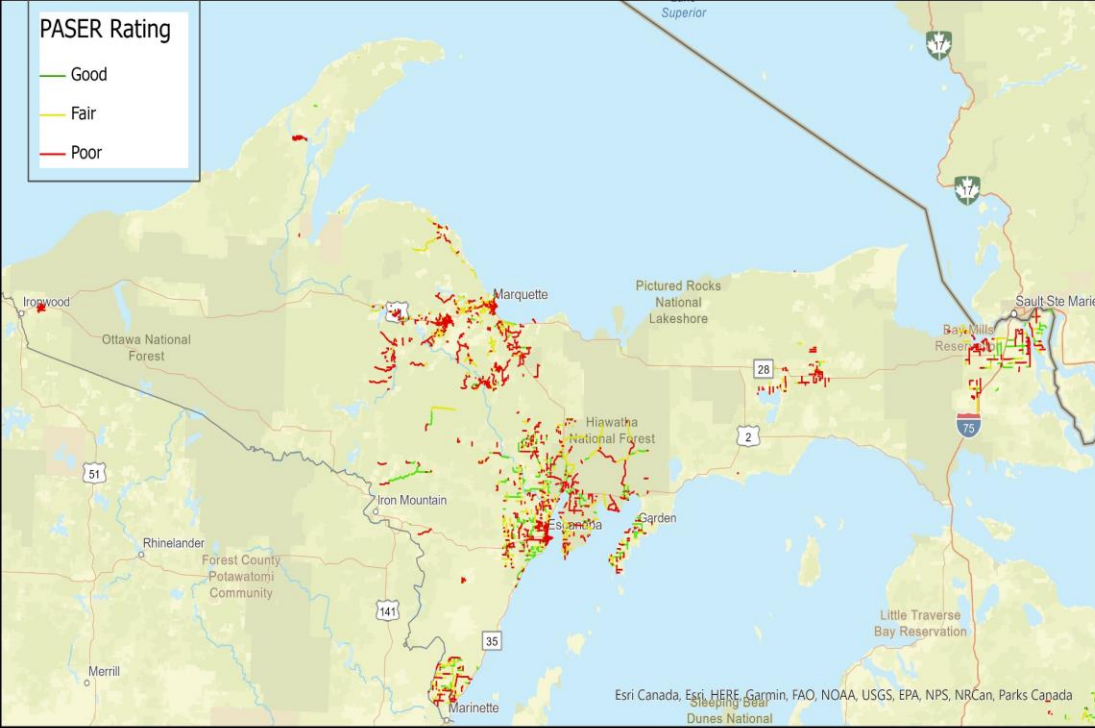 PASER Rating
Good
Fair
Poor
Superior
17
17
Ironwood
Ottawa National
Forest
Marquette
Pictured Rocks
National
Lakeshore
Sault Ste Marie
Bay Mills
28
Hiawatha
National Forest
2
75
51
Iron Mountain
Escanaba
Garden
Rhinelander
Forest County
Potawatomi
Community
141
35
Little Traverse
Bay Reservation
Merrill
Marinette
Esri Canada, Esri, HERE, Garmin, FAO, NOAA, USGS, EPA, NPS, NRCan, Parks Canada
Sleeping Bear
Dunes National